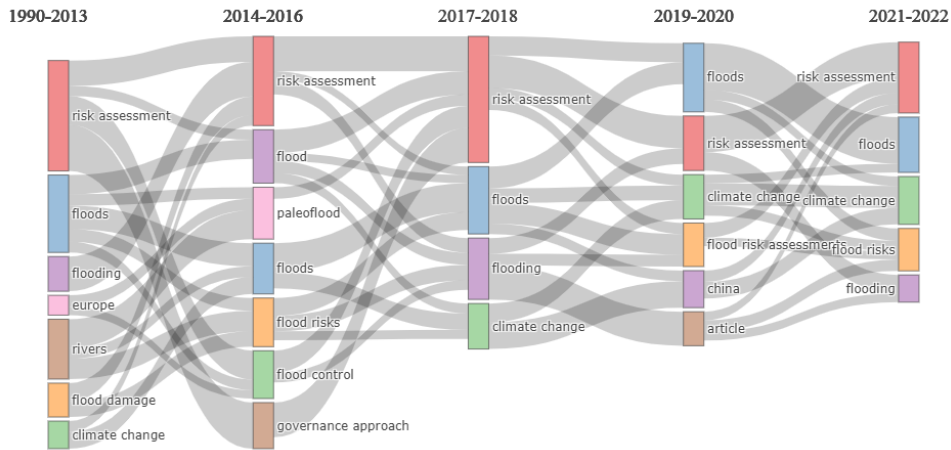 1990–2013
2014–2016
2017–2018
2019–2020
2021–2022
risk assessment
floods
flooding
europe
rivers
flood damage
climate change
risk assessment
flood
paleoflood
floods
flood risks
flood control
governance approach
risk assessment
floods
flooding
climate change
floods
risk assessment
climate change
flood risk assessments
china
article
risk assessment
floods
climate change
flood risks
flooding